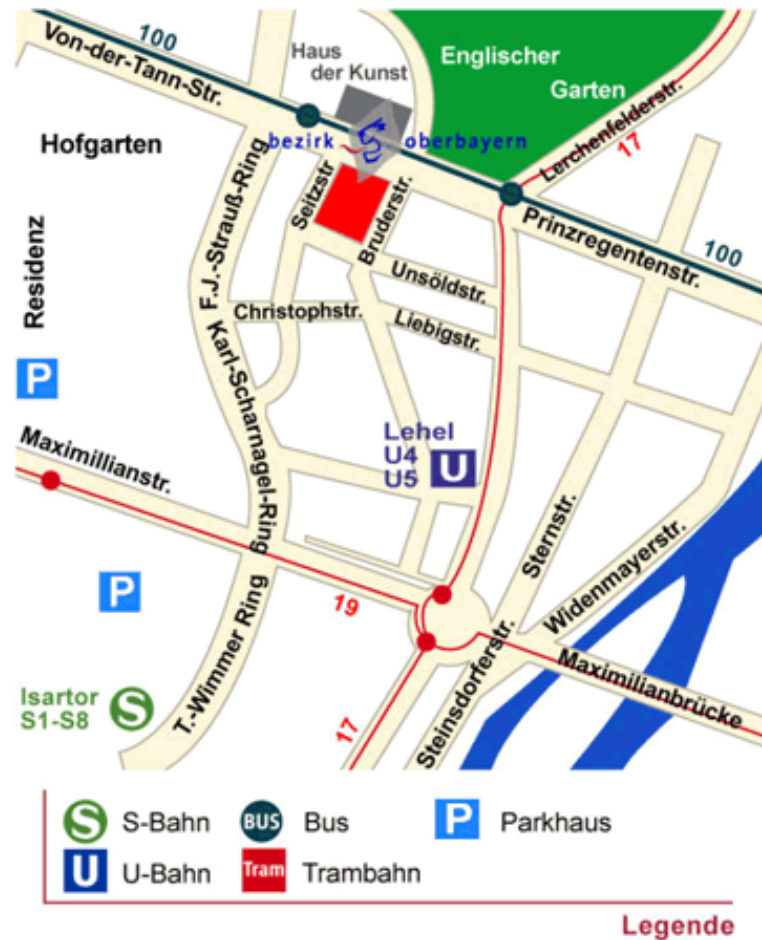 100
Von-der-Tann-Str.
Haus
der Kunst
Englischer
Garten
Hofgarten
bezirk oberbayern
Lerchenfelderstr.
17
Seitzstr
Bruderstr.
Prinzregentenstr.
100
Residenz
F.J.-Strauß-Ring
Unsöldstr.
Christophstr.
Liebigstr.
Karl-Scharnagel-Ring
P
Lehel
U4
U5
U
Maximillianstr.
Sternstr.
Widenmayerstr.
P
19
T.-Wimmer Ring
Isartor
S1-S8
S
17
Steinsdorferstr.
Maximilianbrücke
S S-Bahn
BUS Bus
P Parkhaus
U U-Bahn
Tram Trambahn
Legende